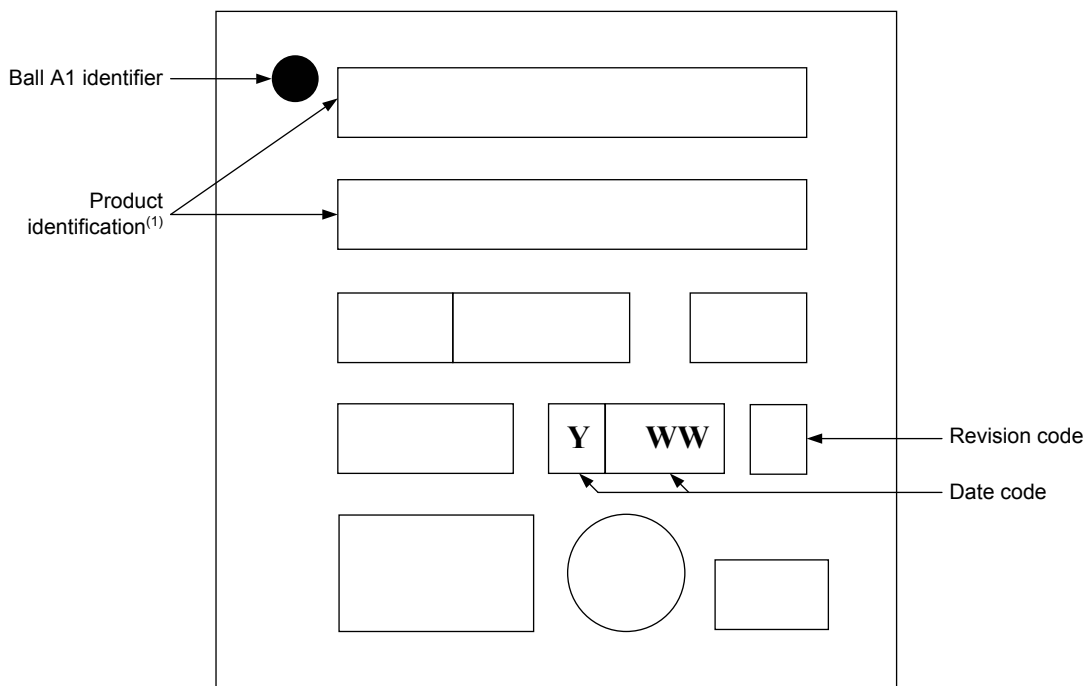 Ball A1 identifier
Product
identification(1)
Y WW
Revision code
Date code